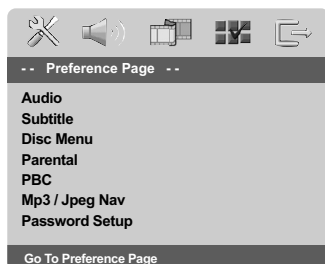 -- Preference Page --
Audio
Subtitle
Disc Menu
Parental
PBC
Mp3 / Jpeg Nav
Password Setup
Go To Preference Page